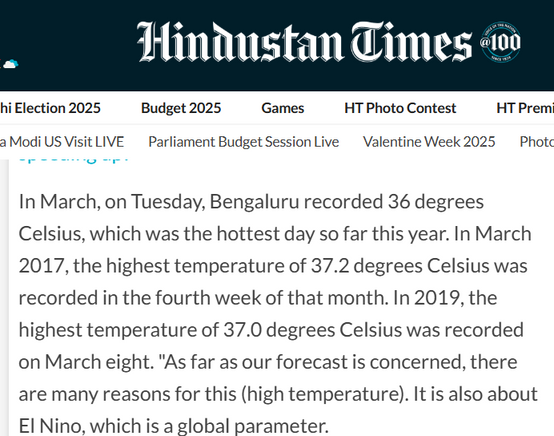 Hindustan Times @100
hi Election 2025 Budget 2025 Games HT Photo Contest HT Premi
a Modi US Visit LIVE Parliament Budget Session Live Valentine Week 2025 Photo
speeding up.
In March, on Tuesday, Bengaluru recorded 36 degrees
Celsius, which was the hottest day so far this year. In March
2017, the highest temperature of 37.2 degrees Celsius was
recorded in the fourth week of that month. In 2019, the
highest temperature of 37.0 degrees Celsius was recorded
on March eight. "As far as our forecast is concerned, there
are many reasons for this (high temperature). It is also about
El Nino, which is a global parameter.